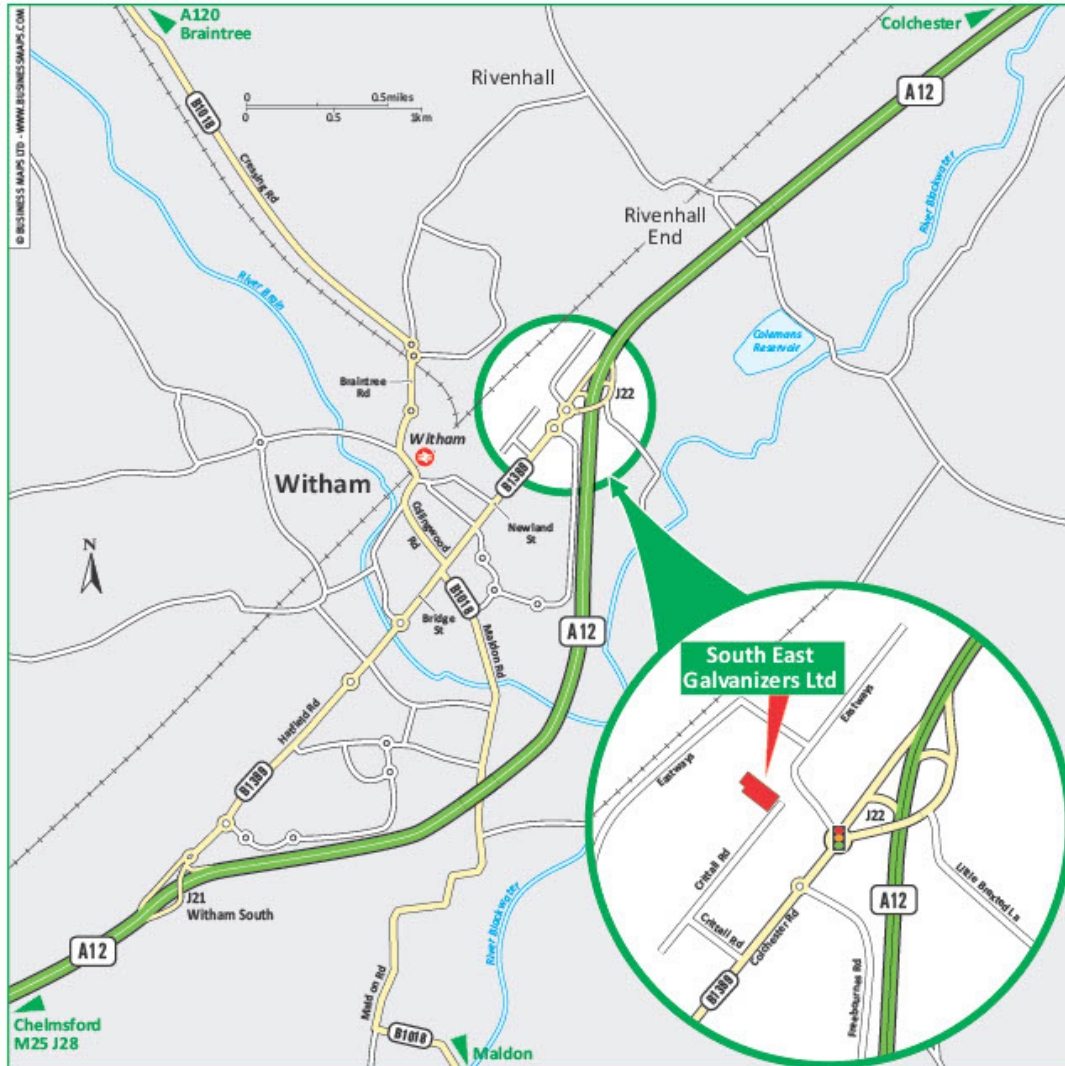 © BUSINESS MAPS LTD - WWW.BUSINESSMAPS.COM
A120
Braintree
Colchester
Rivenhall
A12
0
0.5miles
0
0.5
1km
B1018
Cressing Rd
River Blackwater
Rivenhall
End
River Brain
Colemans
Reservoir
Braintree
Rd
J22
Witham
Witham
B1389
Newland
St
Collingwood
Rd
N
B1018
Bridge
St
A12
Maldon Rd
Hatfield Rd
B1389
J21
Witham South
A12
Chelmsford
M25 J28
Maldon Rd
B1018
Maldon
River Blackwater
South East
Galvanizers Ltd
Eastways
Eastways
J22
Crittall Rd
Crittall Rd
Colchester Rd
B1389
A12
Little Braxted La
Freebournes Rd